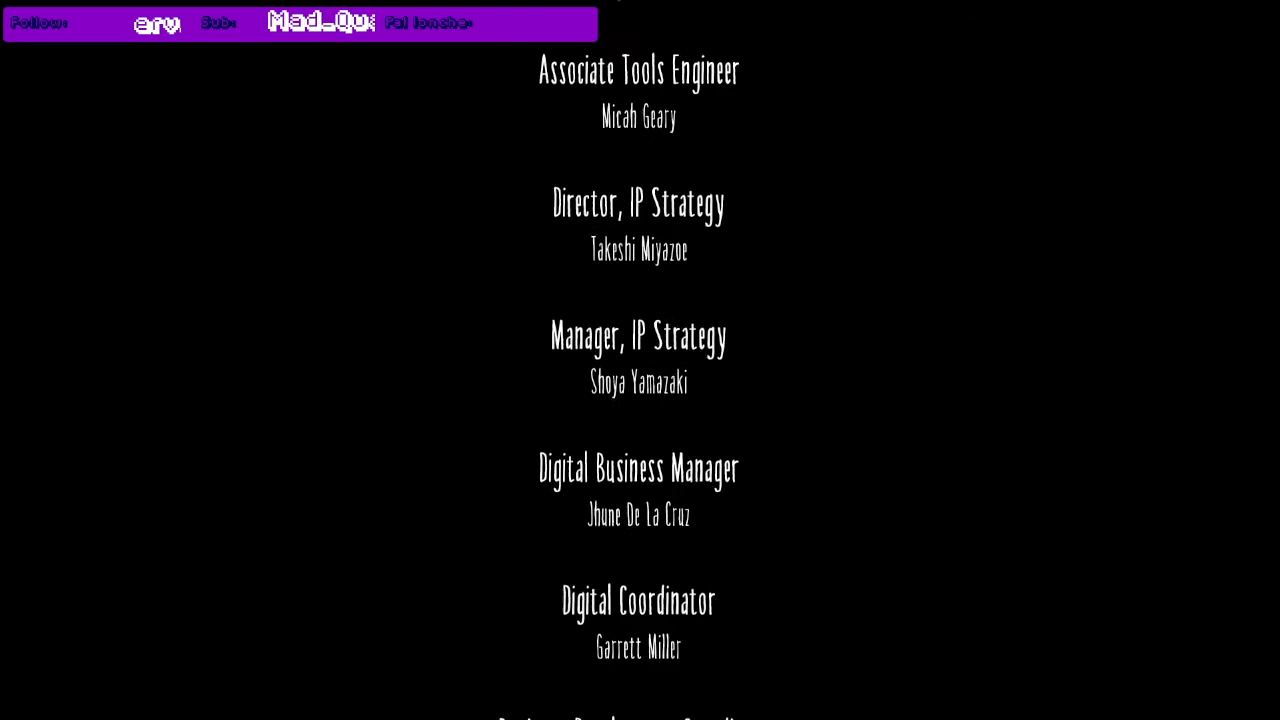 Follow: Sub:
Associate Tools Engineer
Micah Geary
Director, IP Strategy
Takeshi Miyazoe
Manager, IP Strategy
Shoya Yamazaki
Digital Business Manager
Jhune De La Cruz
Digital Coordinator
Garrett Miller